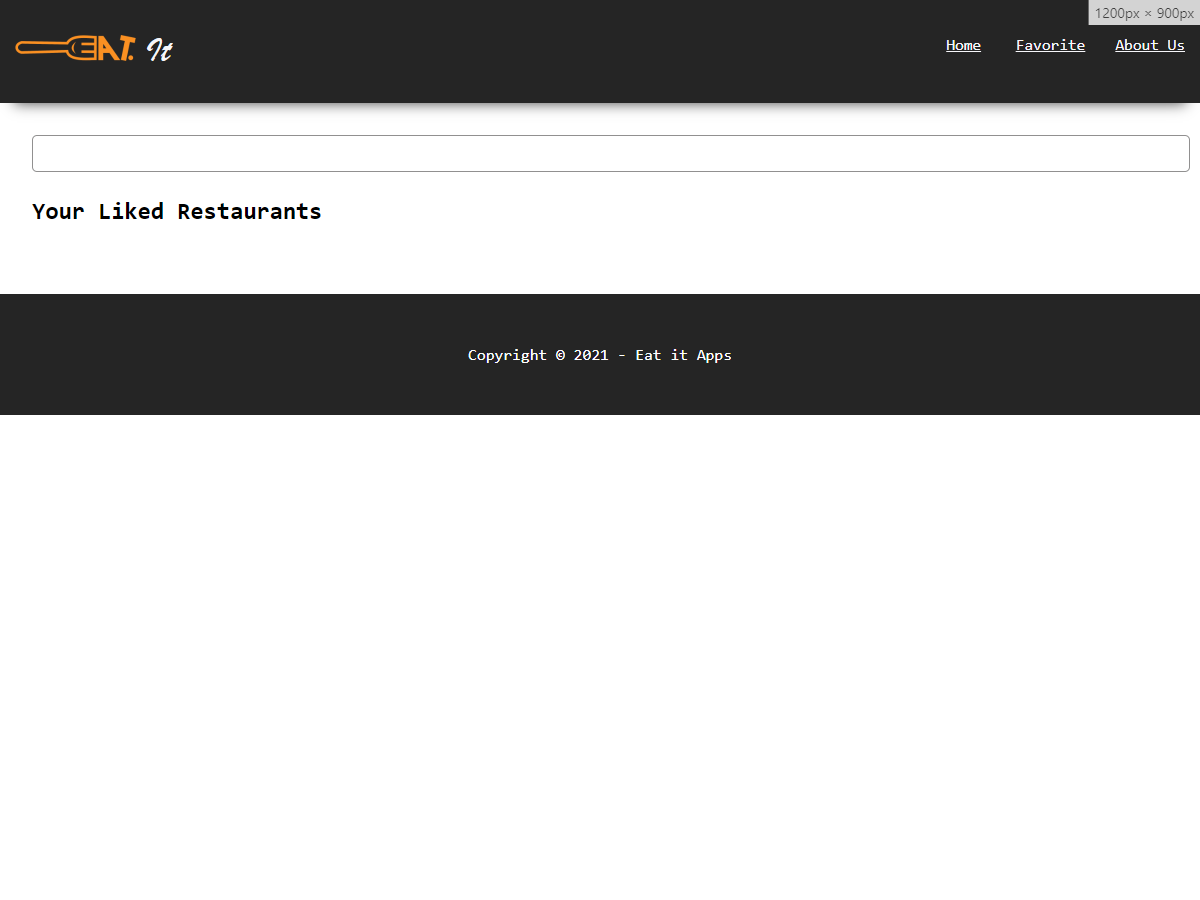 1200px × 900px
EAT. It
Home Favorite About Us
Your Liked Restaurants
Copyright © 2021 - Eat it Apps